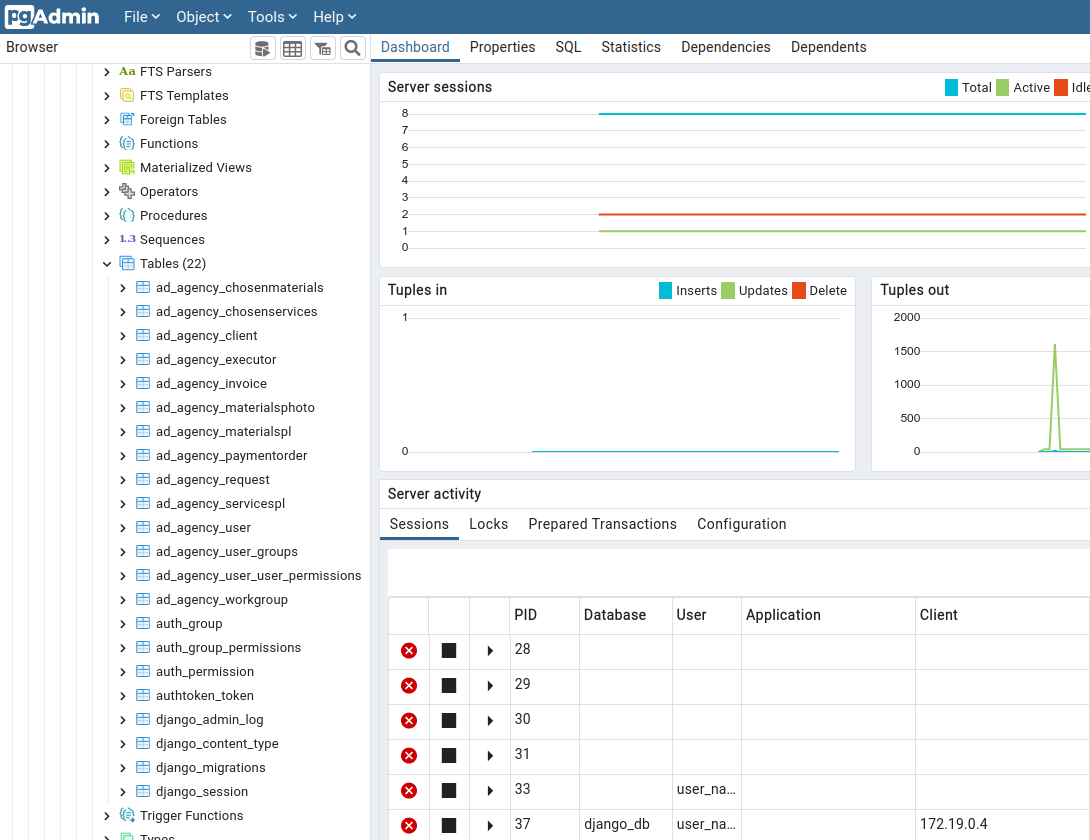 pgAdmin File Object Tools Help
Browser
Dashboard Properties SQL Statistics Dependencies Dependents
Aa FTS Parsers
FTS Templates
Foreign Tables
Functions
Materialized Views
Operators
Procedures
1.3 Sequences
Tables (22)
ad_agency_chosenmaterials
ad_agency_chosenservices
ad_agency_client
ad_agency_executor
ad_agency_invoice
ad_agency_materialsphoto
ad_agency_materialspl
ad_agency_paymentorder
ad_agency_request
ad_agency_servicespl
ad_agency_user
ad_agency_user_groups
ad_agency_user_user_permissions
ad_agency_workgroup
auth_group
auth_group_permissions
auth_permission
authtoken_token
django_admin_log
django_content_type
django_migrations
django_session
Trigger Functions
Types
Server sessions
Total Active Idle
8
7
6
5
4
3
2
1
0
Tuples in
Inserts Updates Delete
1
0
Tuples out
2000
1500
1000
500
0
Server activity
Sessions Locks Prepared Transactions Configuration
PID Database User Application Client
28
29
30
31
33 user_na...
37 django_db user_na... 172.19.0.4